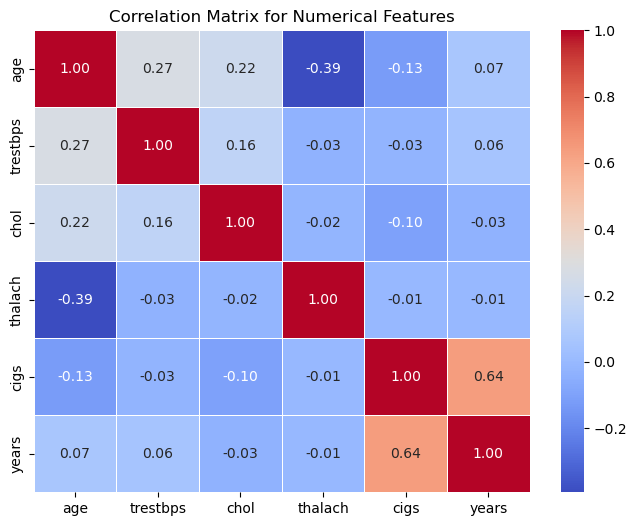 Correlation Matrix for Numerical Features
age 1.00 0.27 0.22 -0.39 -0.13 0.07
trestbps 0.27 1.00 0.16 -0.03 -0.03 0.06
chol 0.22 0.16 1.00 -0.02 -0.10 -0.03
thalach -0.39 -0.03 -0.02 1.00 -0.01 -0.01
cigs -0.13 -0.03 -0.10 -0.01 1.00 0.64
years 0.07 0.06 -0.03 -0.01 0.64 1.00
age trestbps chol thalach cigs years
1.0
0.8
0.6
0.4
0.2
0.0
−0.2